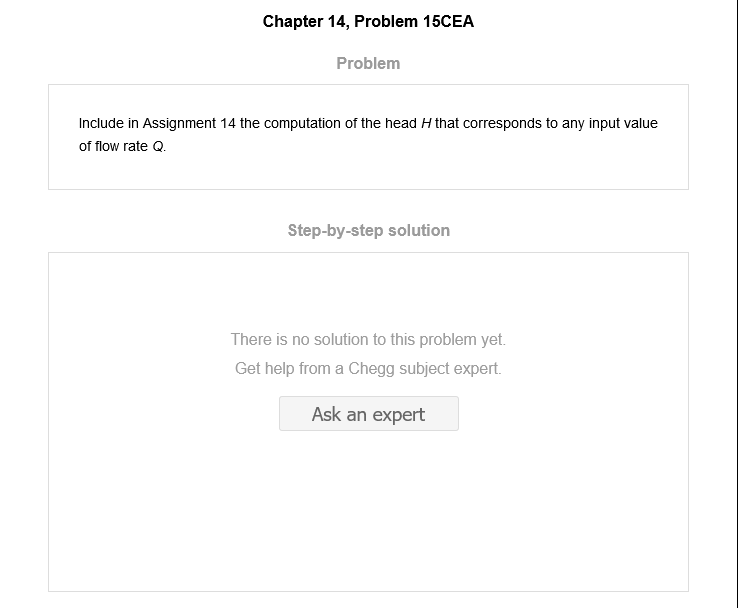 Chapter 14, Problem 15CEA
Problem
Include in Assignment 14 the computation of the head H that corresponds to any input value
of flow rate Q.
Step-by-step solution
There is no solution to this problem yet.
Get help from a Chegg subject expert.
Ask an expert